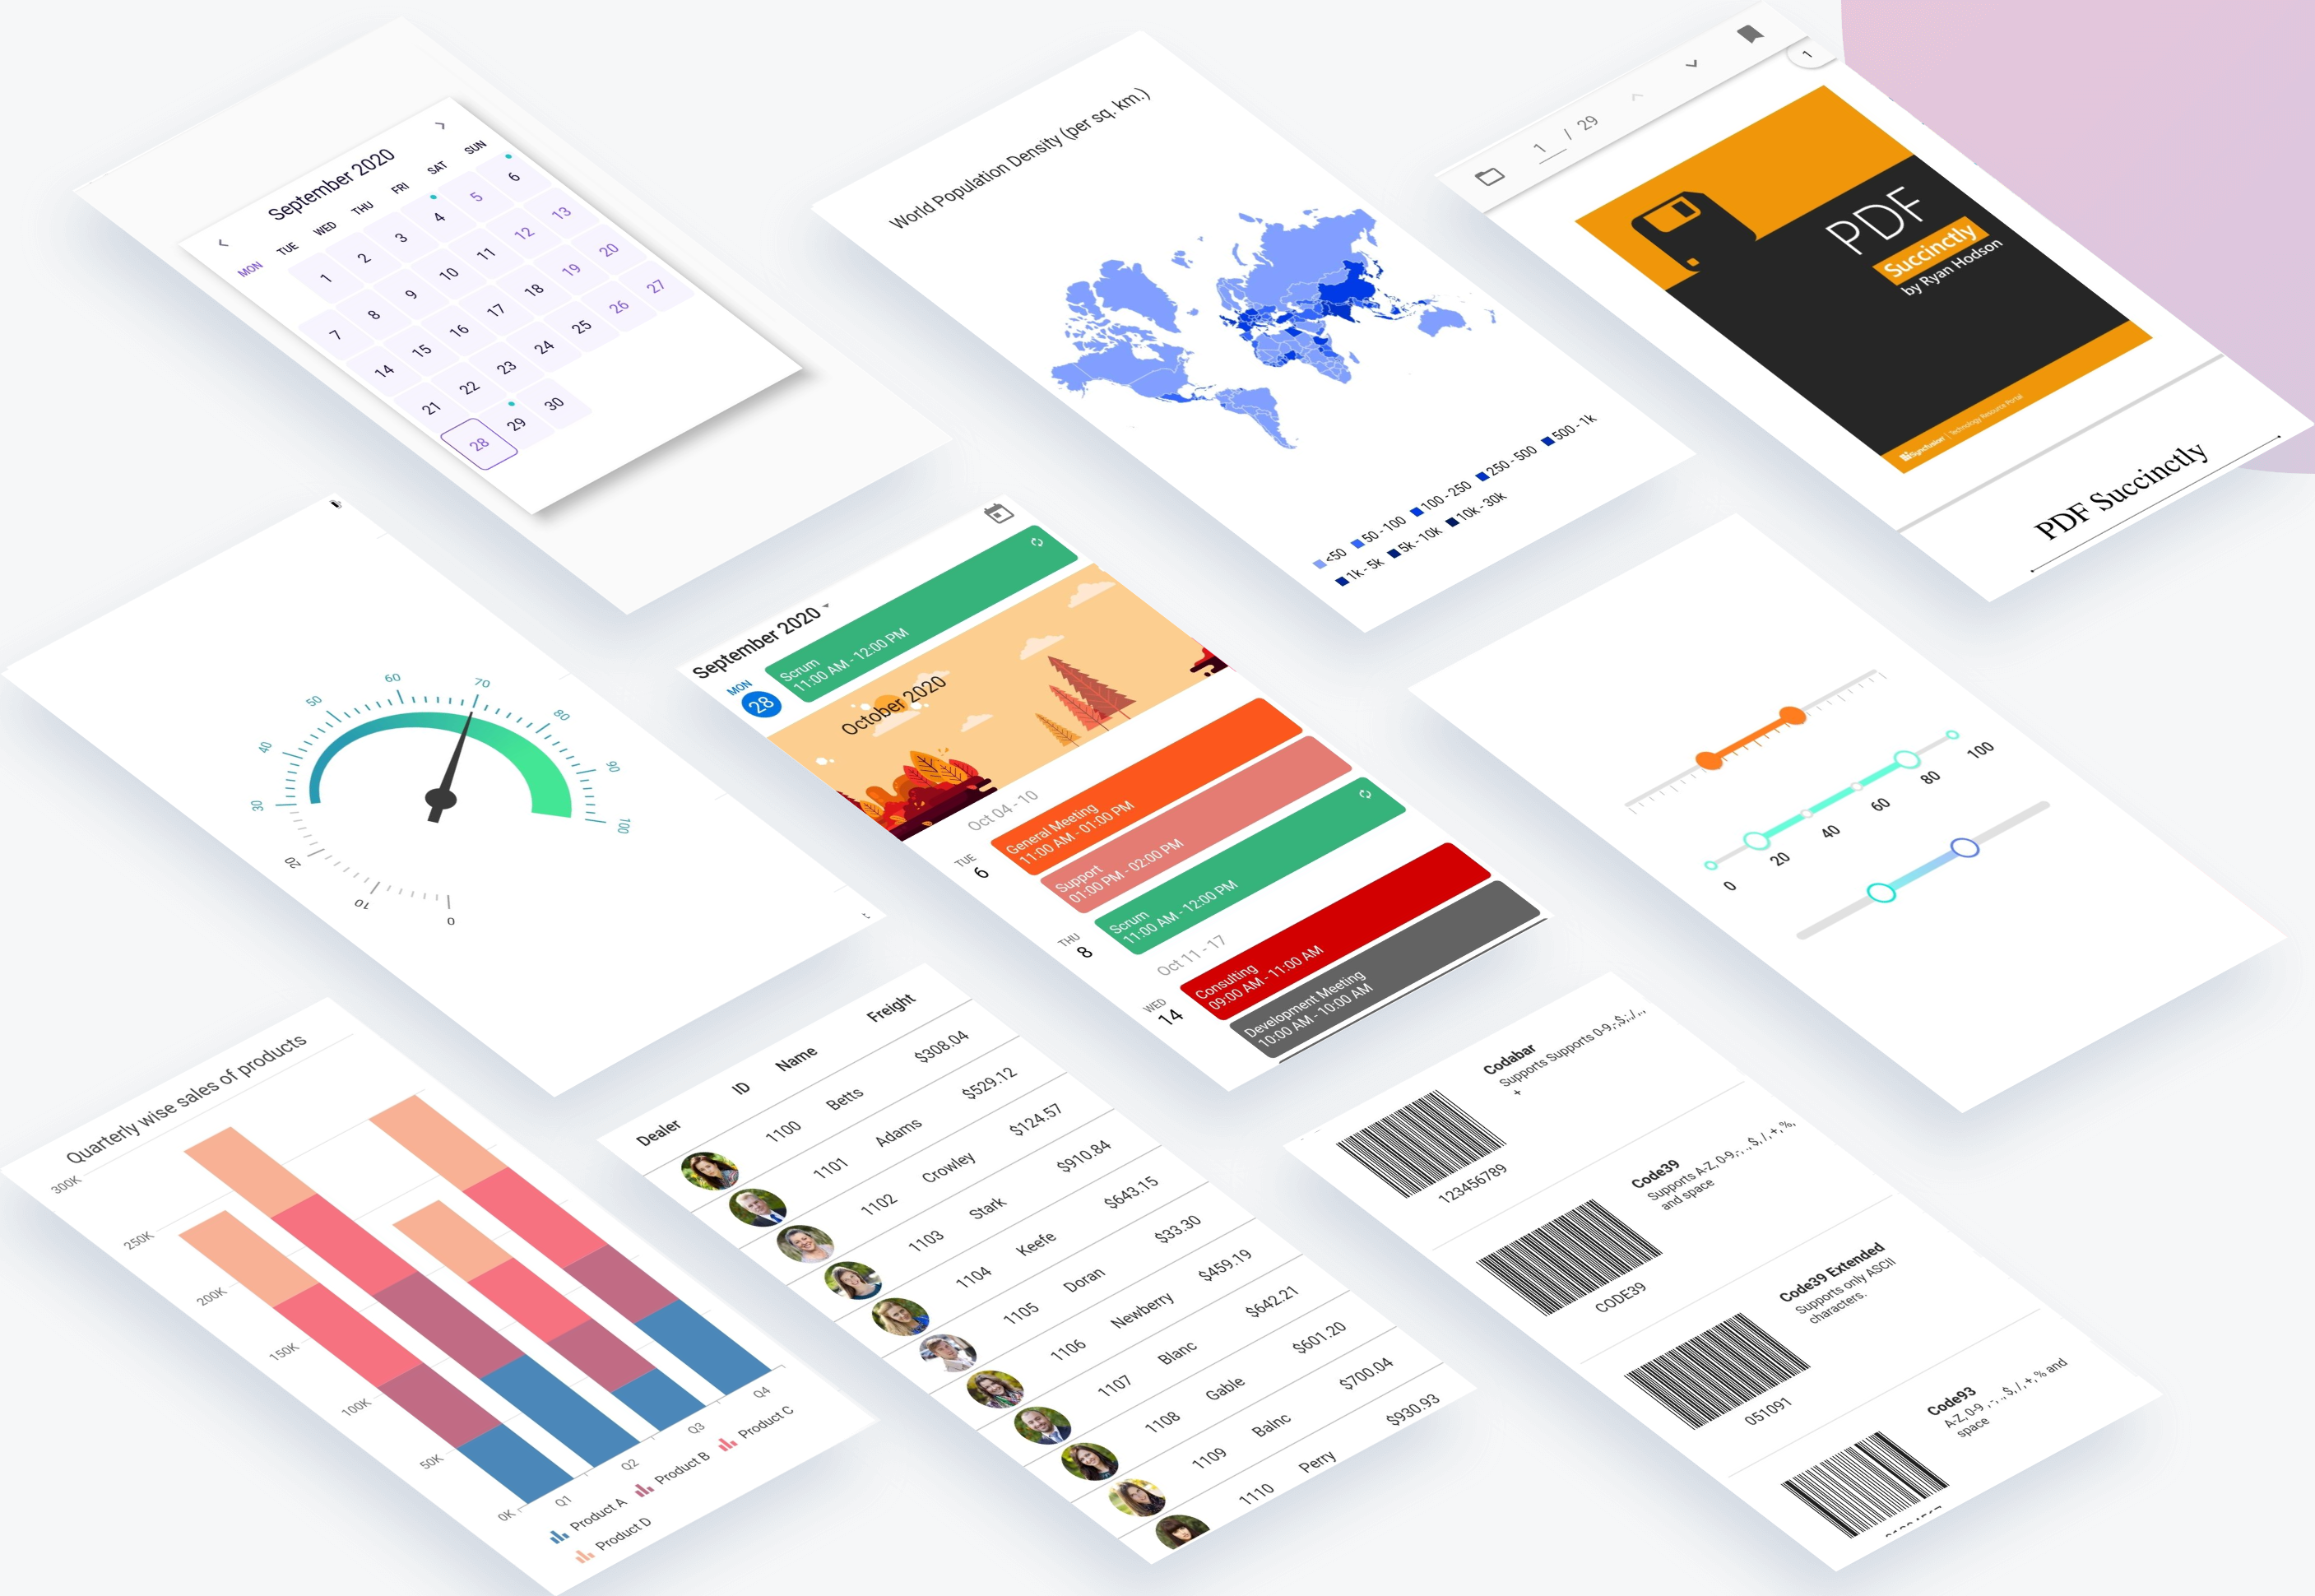 September 2020
MON TUE WED THU FRI SAT SUN
1 2 3 4 5 6
7 8 9 10 11 12 13
14 15 16 17 18 19 20
21 22 23 24 25 26 27
28 29 30
World Population Density (per sq. km.)
<50 50 - 100 100 - 250 250 - 500 500 - 1k
1k - 5k 5k - 10k 10k - 30k
1 / 29
1
PDF
Succinctly
by Ryan Hodson
Syncfusion | Technology Resource Portal
PDF Succinctly
0 10 20 30 40 50 60 70 80 90 100
September 2020
MON
28
Scrum
11:00 AM - 12:00 PM
October 2020
Oct 04 - 10
TUE
6
General Meeting
11:00 AM - 01:00 PM
Support
01:00 PM - 02:00 PM
THU
8
Scrum
11:00 AM - 12:00 PM
Oct 11 - 17
WED
14
Consulting
09:00 AM - 11:00 AM
Development Meeting
10:00 AM - 10:00 AM
0 20 40 60 80 100
Quarterly wise sales of products
300K
250K
200K
150K
100K
50K
0K
Q1 Q2 Q3 Q4
Product A Product B Product C
Product D
Dealer ID Name Freight
1100 Betts $308.04
1101 Adams $529.12
1102 Crowley $124.57
1103 Stark $910.84
1104 Keefe $643.15
1105 Doran $33.30
1106 Newberry $459.19
1107 Blanc $642.21
1108 Gable $601.20
1109 Balnc $700.04
1110 Perry $930.93
Codabar
Supports Supports 0-9,-,$,:,/,.,
+
123456789
Code39
Supports A-Z, 0-9,-, .,$,/,+,%,
and space
CODE39
Code39 Extended
Supports only ASCII
characters.
051091
Code93
A-Z, 0-9 , -, ., $, /, +, % and
space